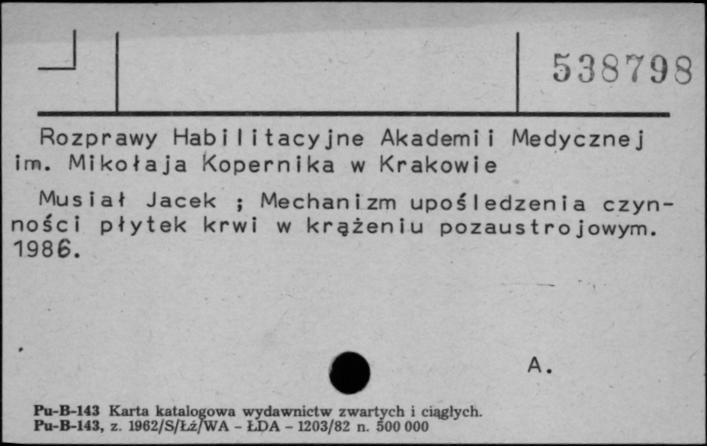 538798
Rozprawy Habilitacyjne Akademii Medycznej
im. Mikołaja Kopernika w Krakowie
Musiał Jacek ; Mechanizm upośledzenia czyn-
ności płytek krwi w krążeniu pozaustrojowym.
1986.
A.
Pu-B-143 Karta katalogowa wydawnictw zwartych i ciągłych.
Pu-B-143, z. 1962/S/Łż/WA - ŁDA - 1203/82 n. 500 000